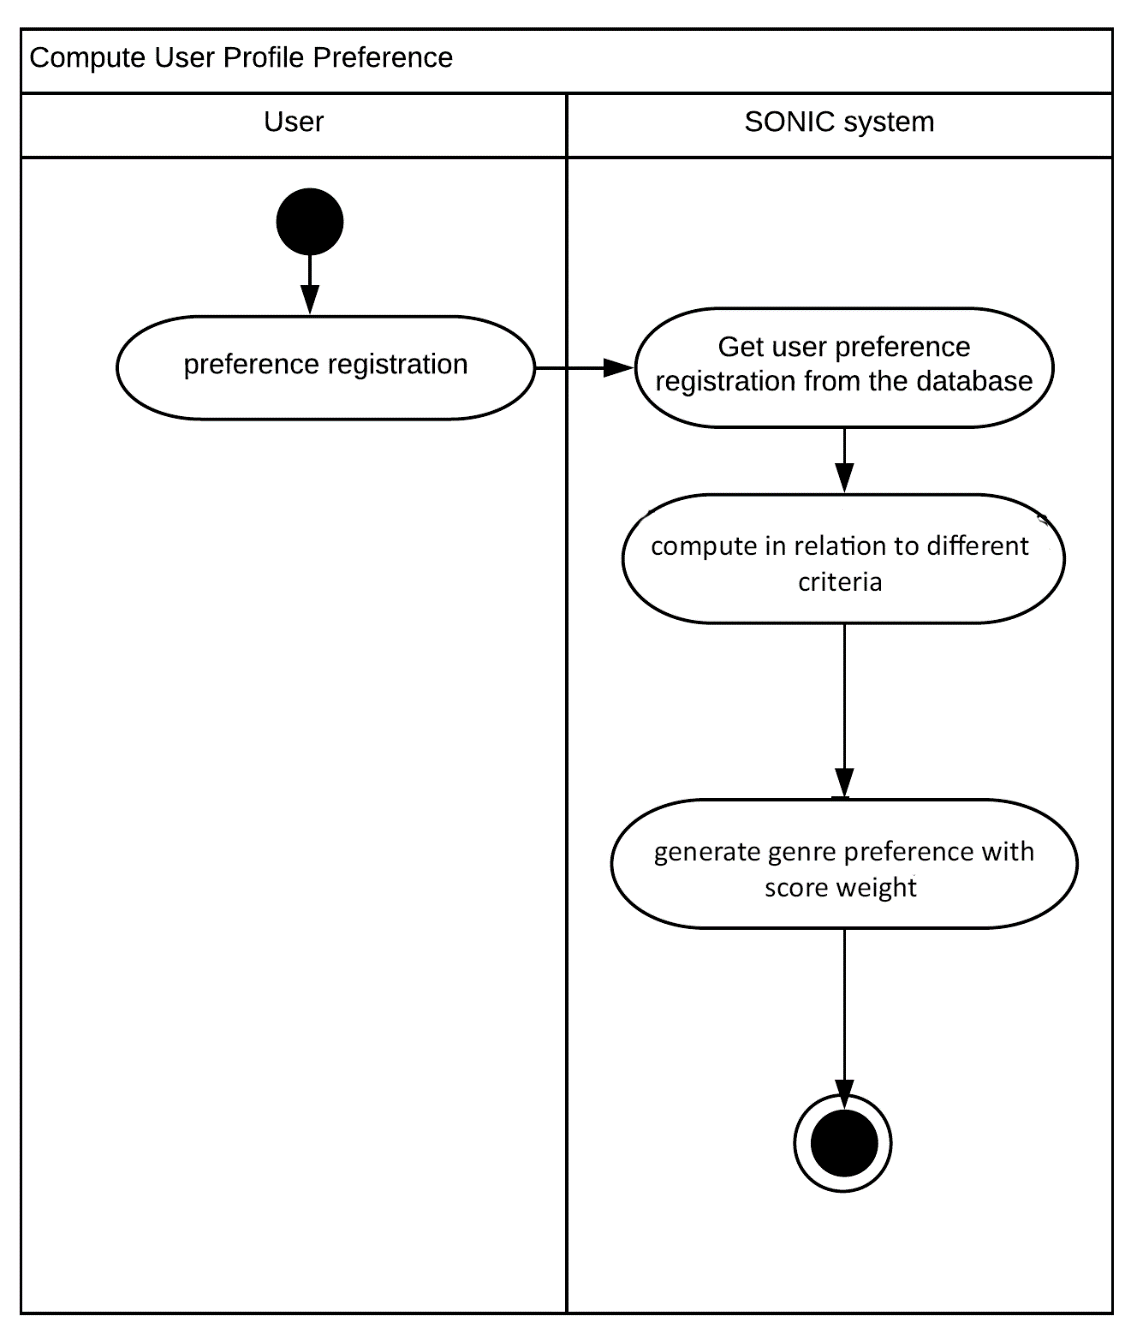 Compute User Profile Preference
User
SONIC system
preference registration
Get user preference
registration from the database
compute in relation to different
criteria
generate genre preference with
score weight